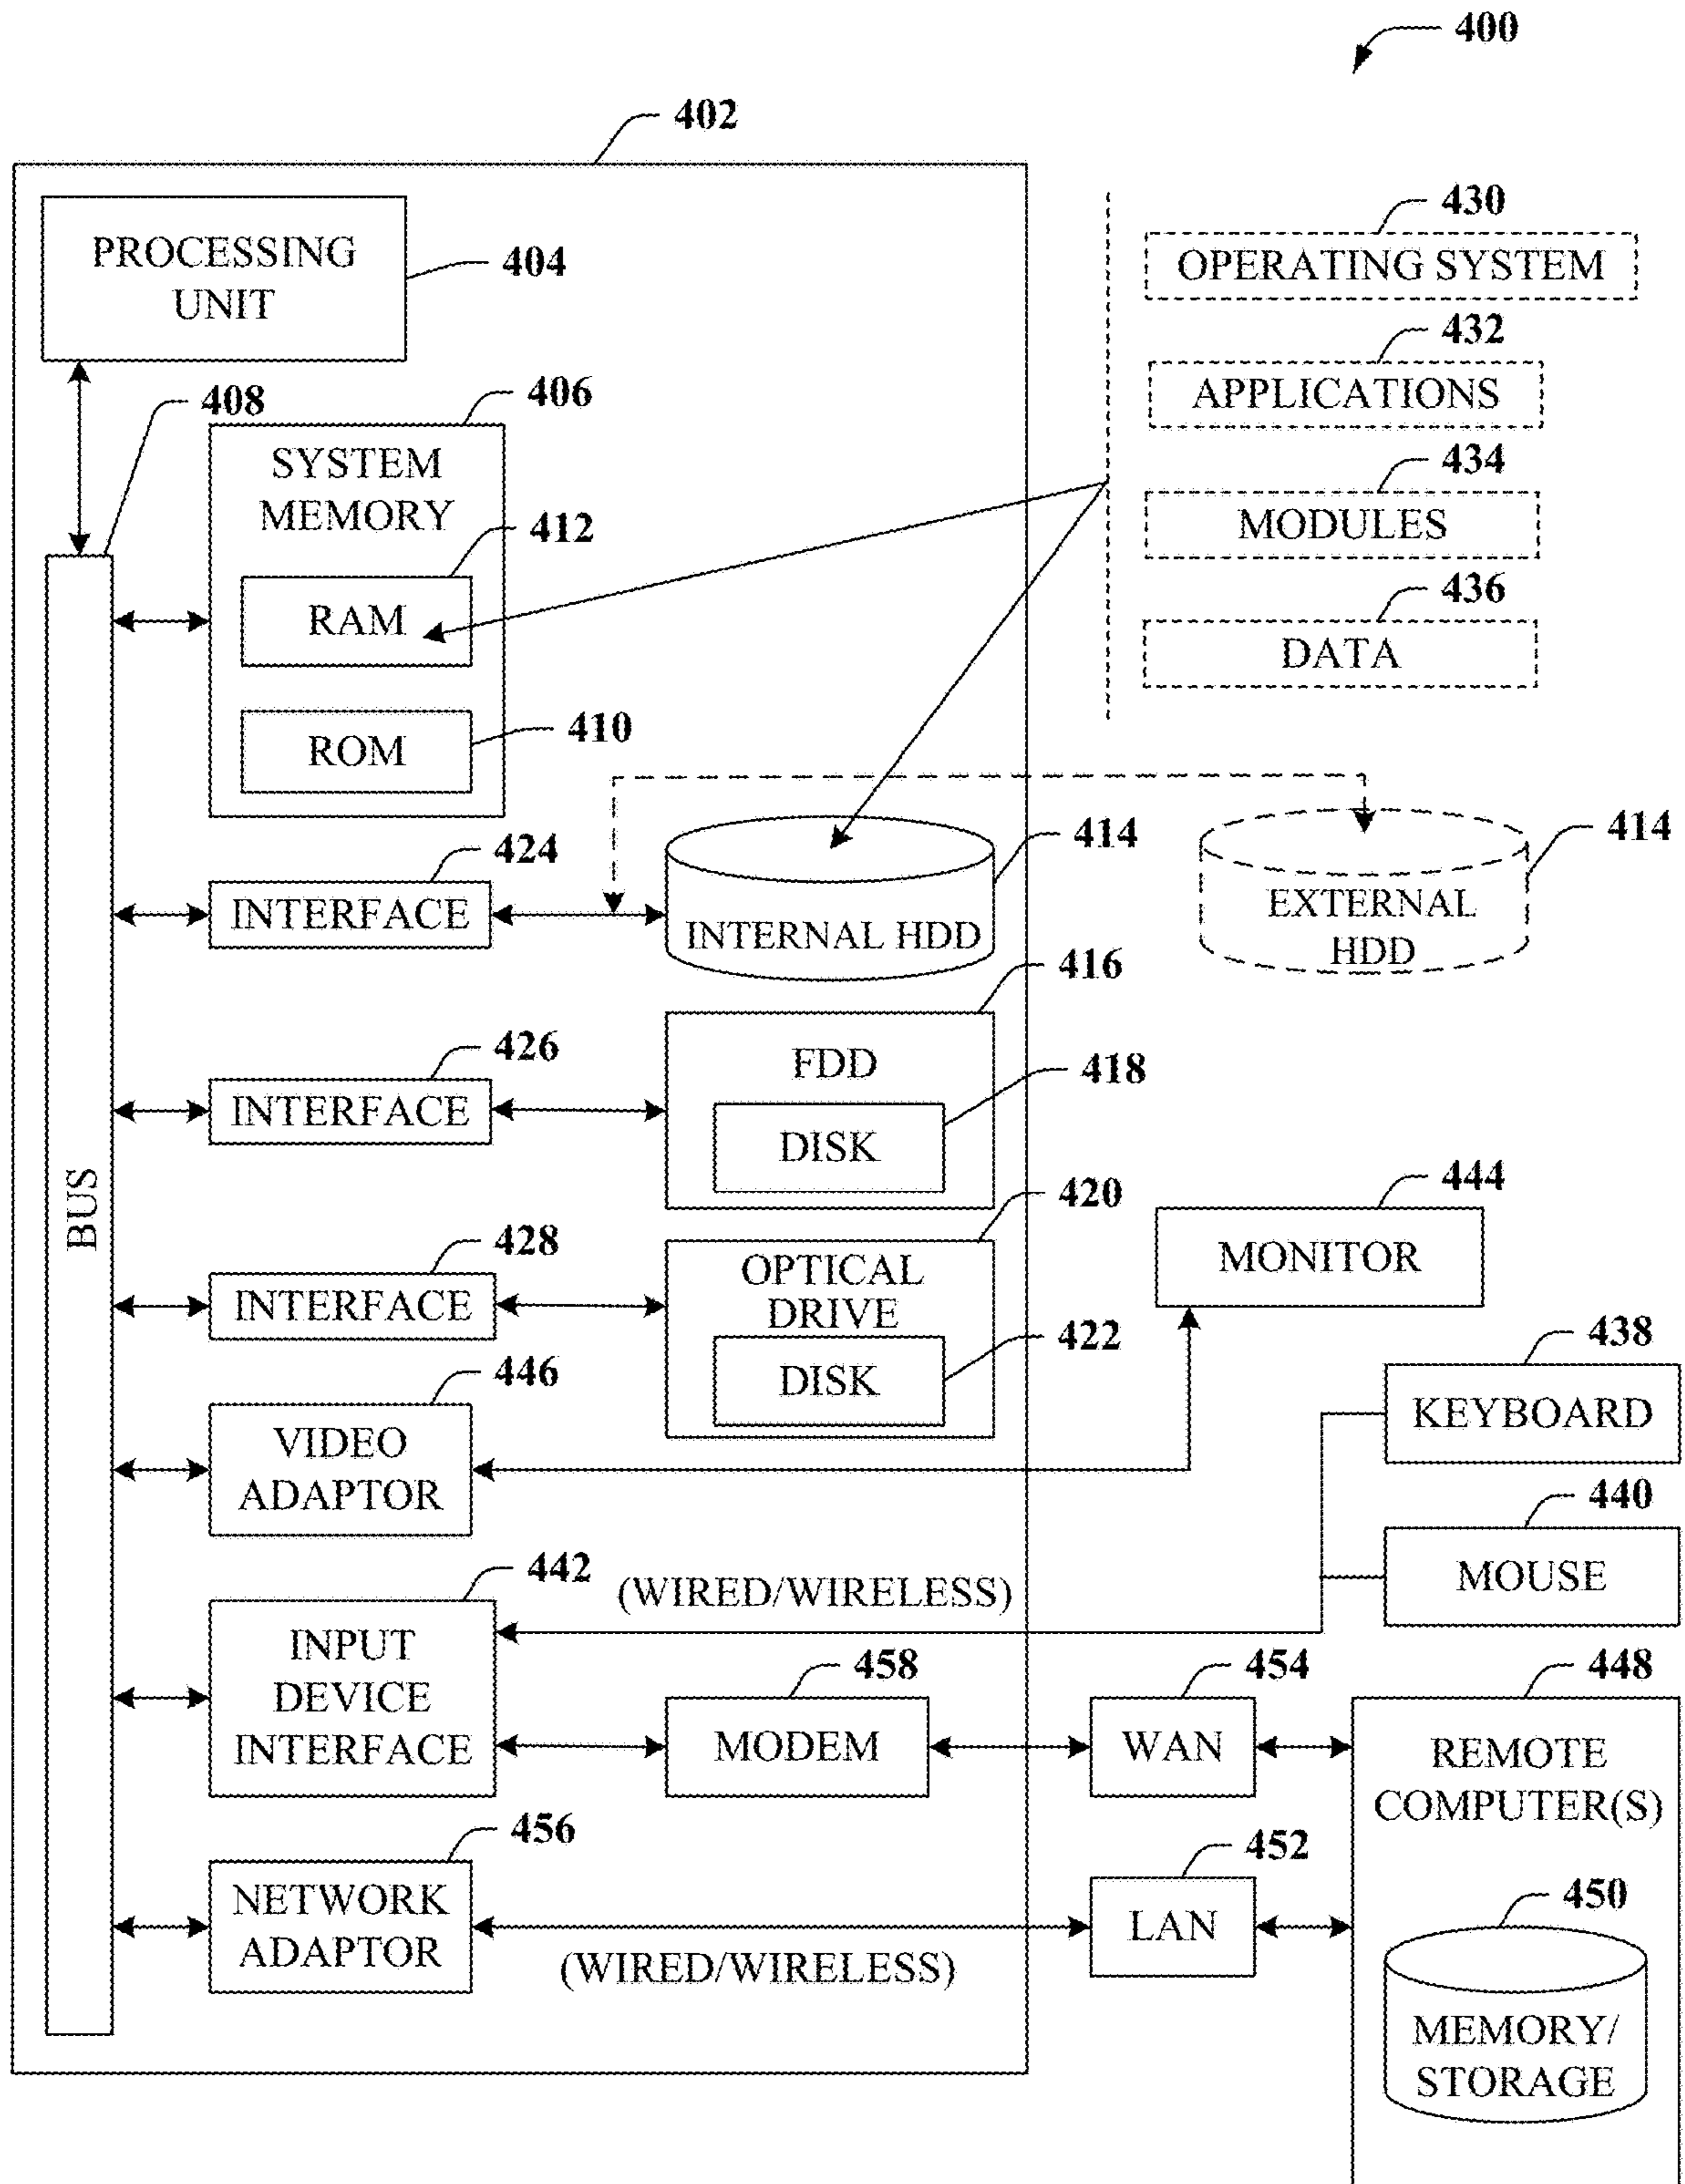 400
402
PROCESSING
UNIT
404
430
OPERATING SYSTEM
432
APPLICATIONS
434
MODULES
436
DATA
408
406
SYSTEM
MEMORY
412
RAM
410
ROM
BUS
424
INTERFACE
414
INTERNAL HDD
414
EXTERNAL
HDD
426
INTERFACE
416
FDD
418
DISK
428
INTERFACE
420
OPTICAL
DRIVE
422
DISK
444
MONITOR
446
VIDEO
ADAPTOR
438
KEYBOARD
440
MOUSE
442
(WIRED/WIRELESS)
INPUT
DEVICE
INTERFACE
458
MODEM
454
WAN
448
REMOTE
COMPUTER(S)
456
NETWORK
ADAPTOR
(WIRED/WIRELESS)
452
LAN
450
MEMORY/
STORAGE